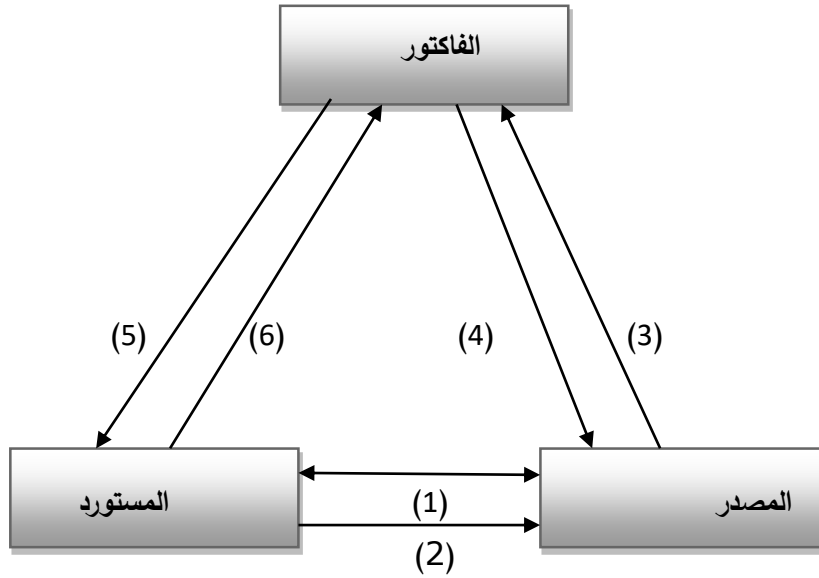 الفاكتور
(5)
(6)
(4)
(3)
المستورد
المصدر
(1)
(2)